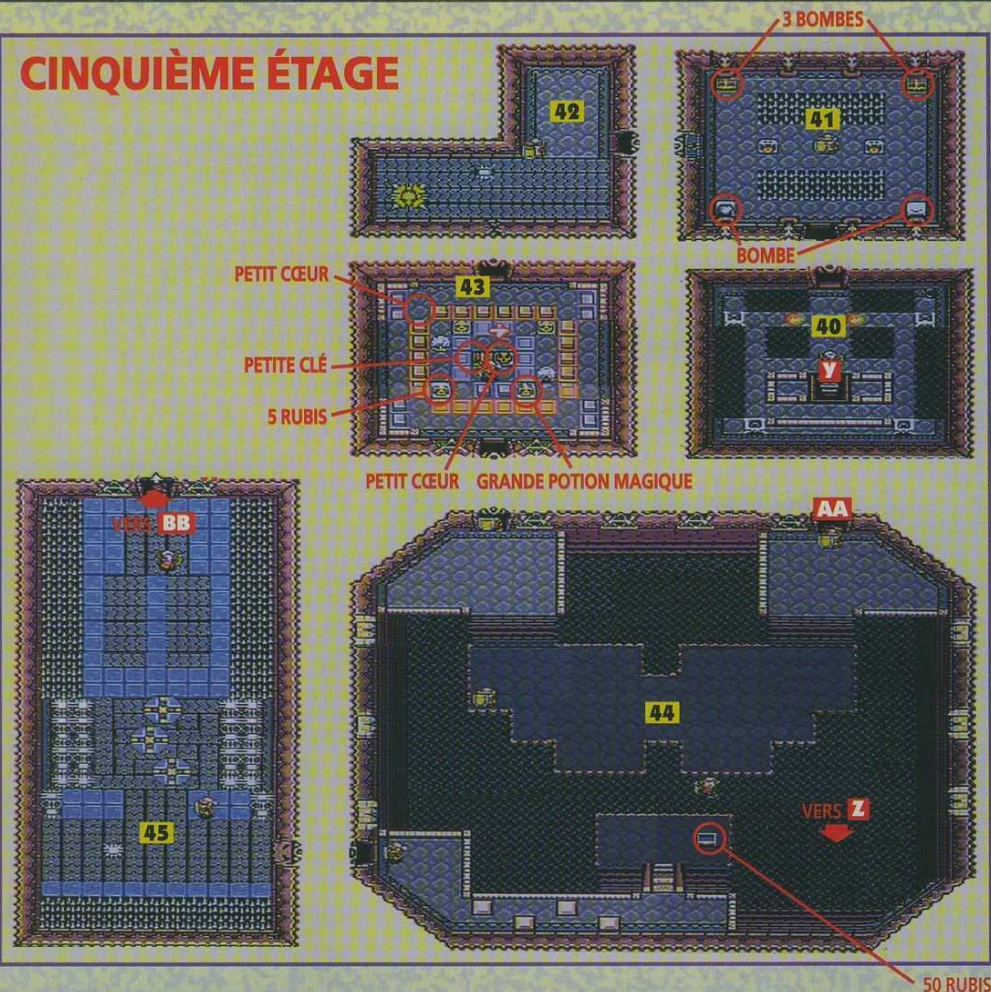 3 BOMBES
CINQUIÈME ÉTAGE
42
41
BOMBE
PETIT CŒUR
43
40
PETITE CLÉ
Y
5 RUBIS
PETIT CŒUR GRANDE POTION MAGIQUE
VERS BB
AA
44
VERS Z
45
50 RUBIS